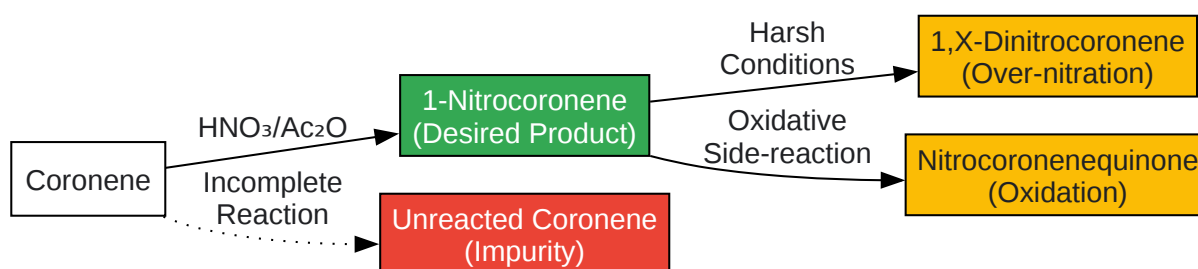 Coronene
HNO₃/Ac₂O
Incomplete
Reaction
1-Nitrocoronene
(Desired Product)
Unreacted Coronene
(Impurity)
Harsh
Conditions
Oxidative
Side-reaction
1,X-Dinitrocoronene
(Over-nitration)
Nitrocoronenequinone
(Oxidation)